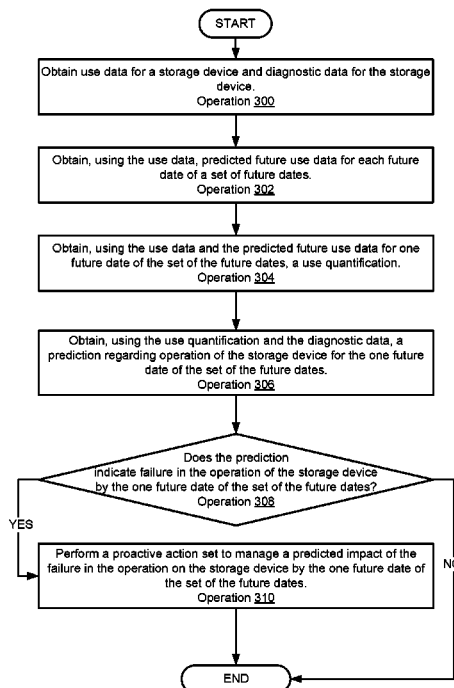 START
Obtain use data for a storage device and diagnostic data for the storage
device.
Operation 300
Obtain, using the use data, predicted future use data for each future
date of a set of future dates.
Operation 302
Obtain, using the use data and the predicted future use data for one
future date of the set of the future dates, a use quantification.
Operation 304
Obtain, using the use quantification and the diagnostic data, a
prediction regarding operation of the storage device for the one future
date of the set of the future dates.
Operation 306
Does the prediction
indicate failure in the operation of the storage device
by the one future date of the set of the future dates?
Operation 308
YES
NO
Perform a proactive action set to manage a predicted impact of the
failure in the operation on the storage device by the one future date of
the set of the future dates.
Operation 310
END